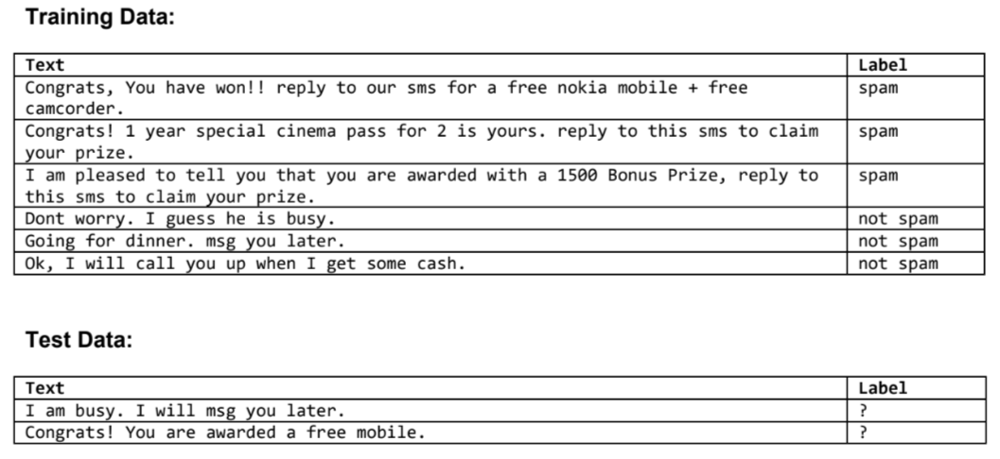 Training Data:
Text Label
Congrats, You have won!! reply to our sms for a free nokia mobile + free spam
camcorder.
Congrats! 1 year special cinema pass for 2 is yours. reply to this sms to claim spam
your prize.
I am pleased to tell you that you are awarded with a 1500 Bonus Prize, reply to spam
this sms to claim your prize.
Dont worry. I guess he is busy. not spam
Going for dinner. msg you later. not spam
Ok, I will call you up when I get some cash. not spam
Test Data:
Text Label
I am busy. I will msg you later. ?
Congrats! You are awarded a free mobile. ?